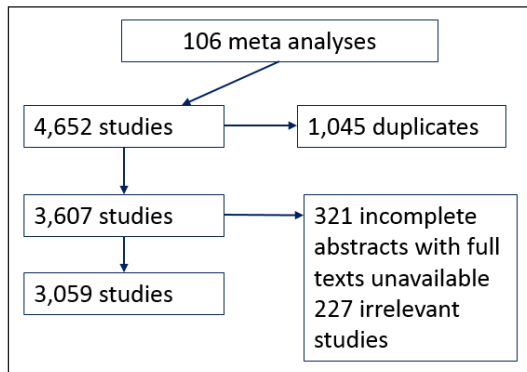 106 meta analyses
4,652 studies
1,045 duplicates
3,607 studies
321 incomplete
abstracts with full
texts unavailable
227 irrelevant
studies
3,059 studies